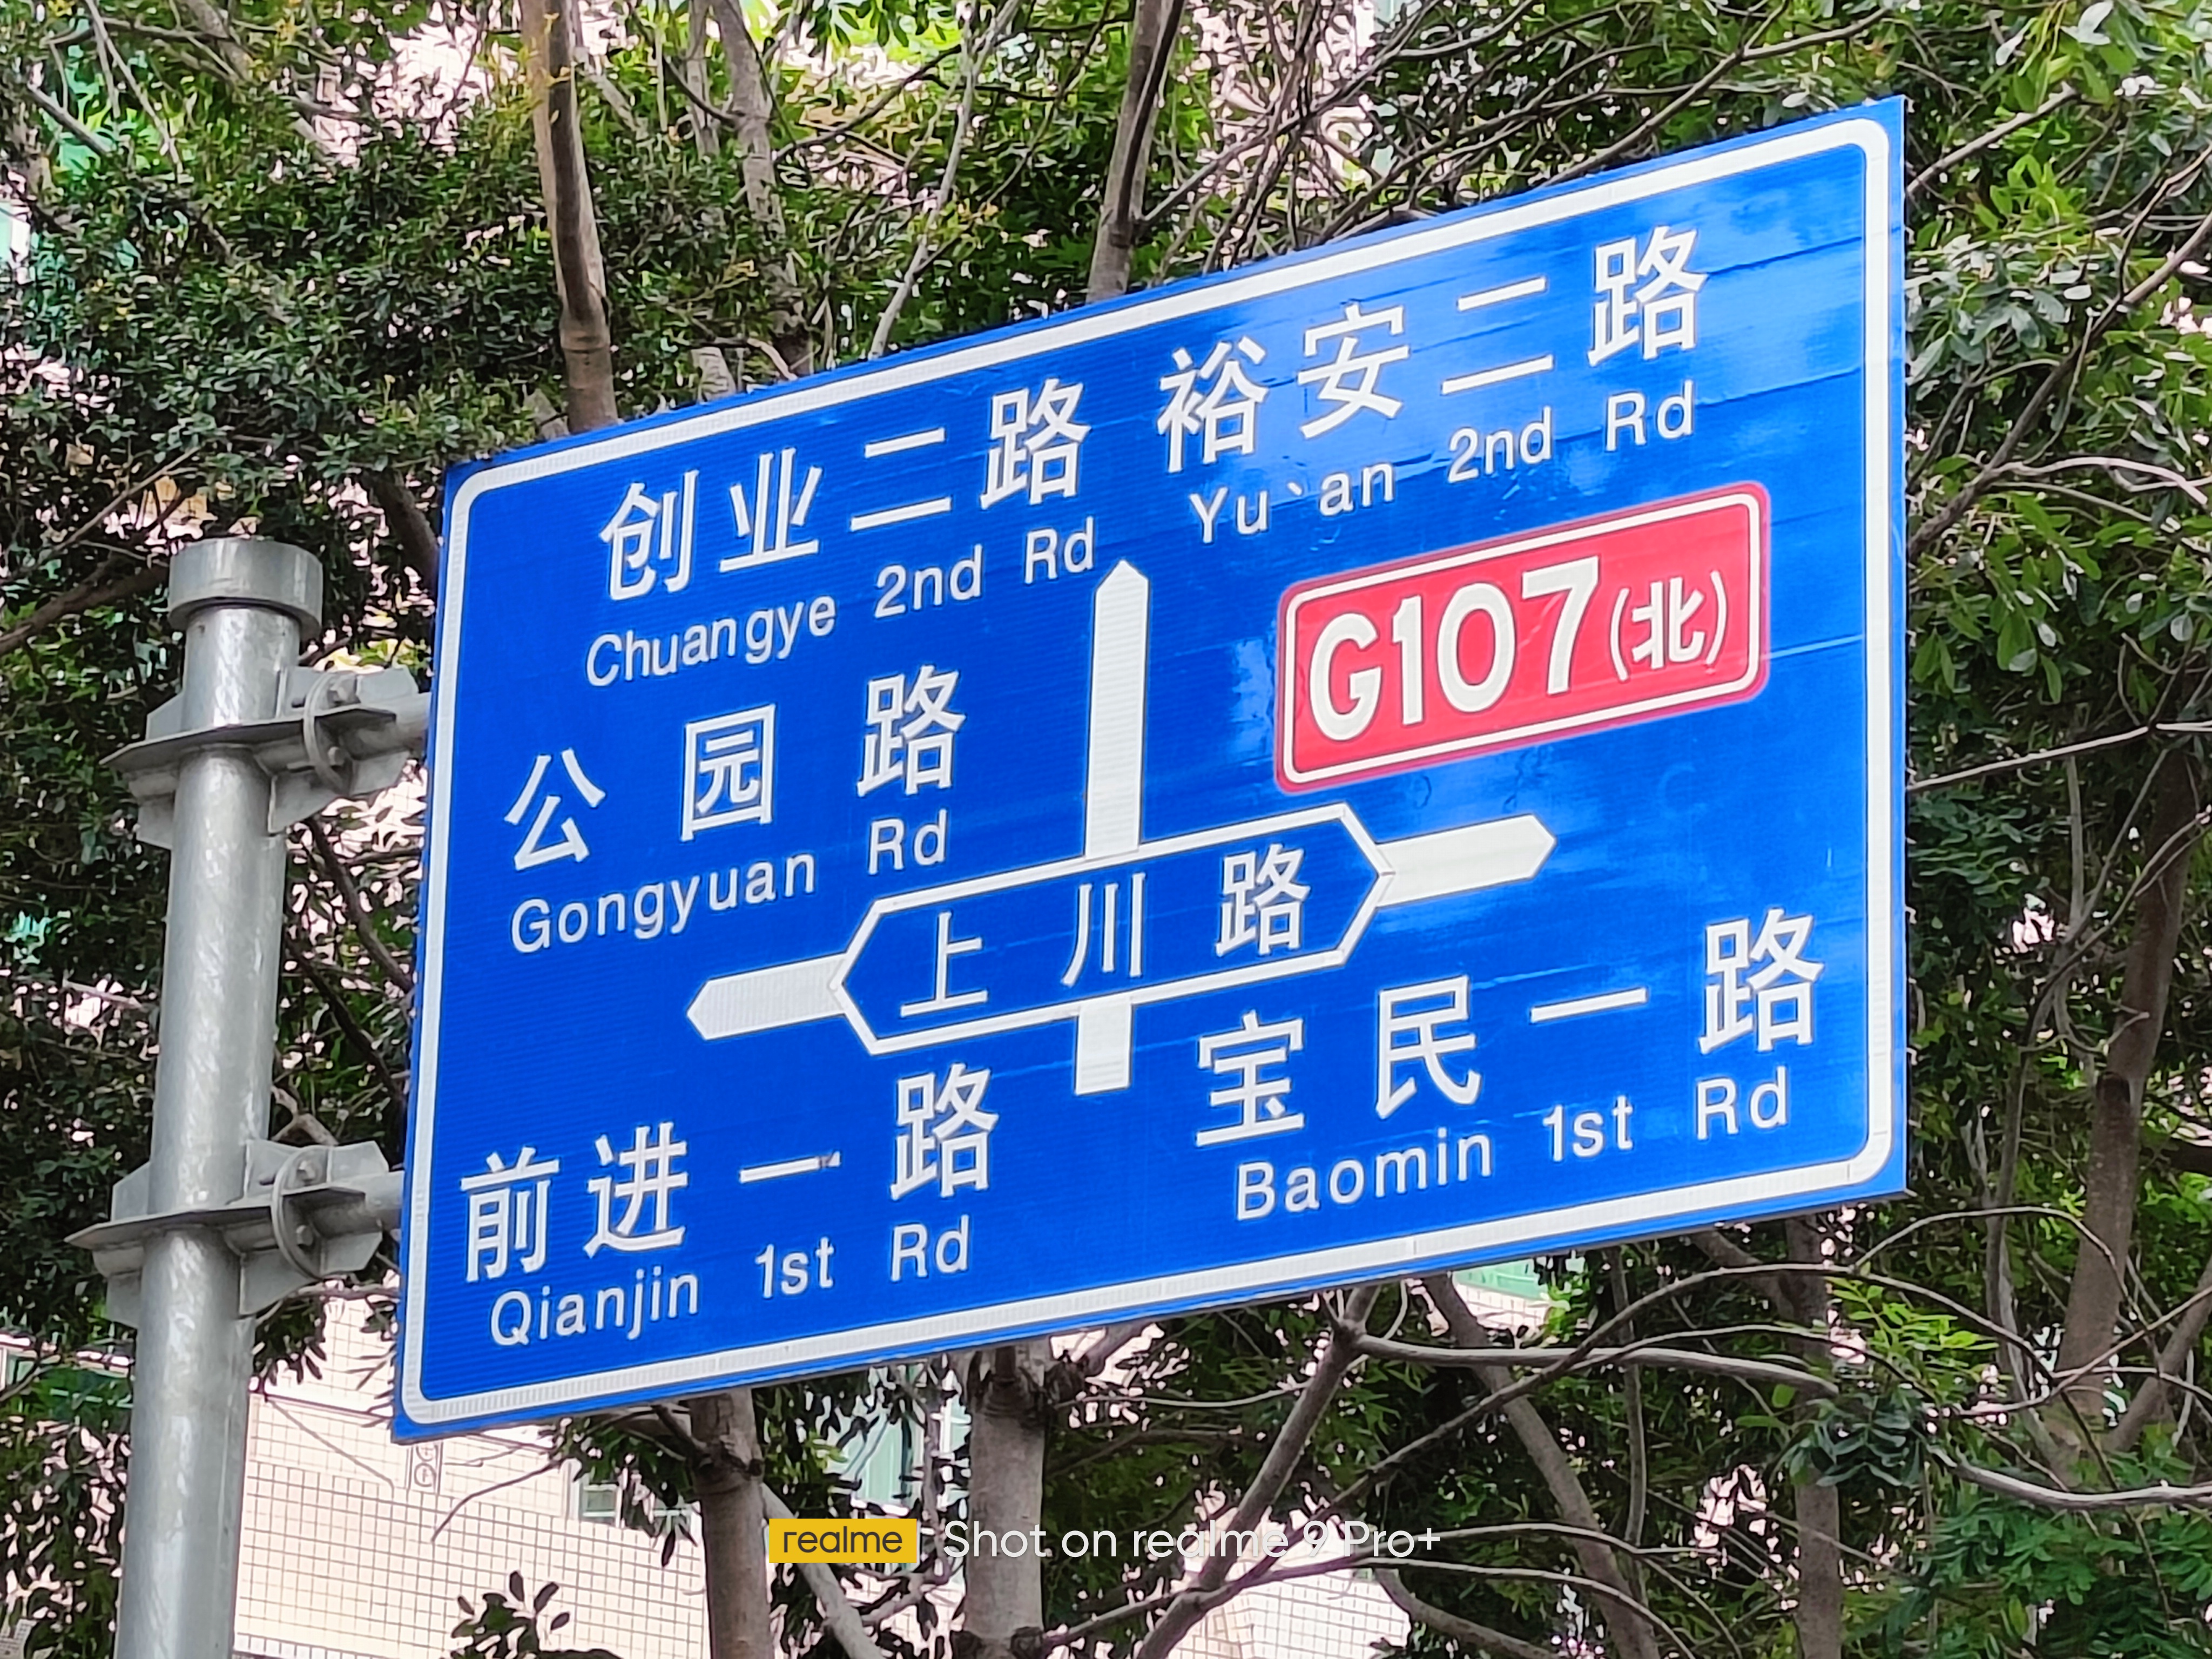 创业二路 裕安二路
Chuangye 2nd Rd Yu`an 2nd Rd
G107(北)
公园路
Gongyuan Rd
上川路
前进一路 宝民一路
Qianjin 1st Rd Baomin 1st Rd
realme Shot on realme 9 Pro+